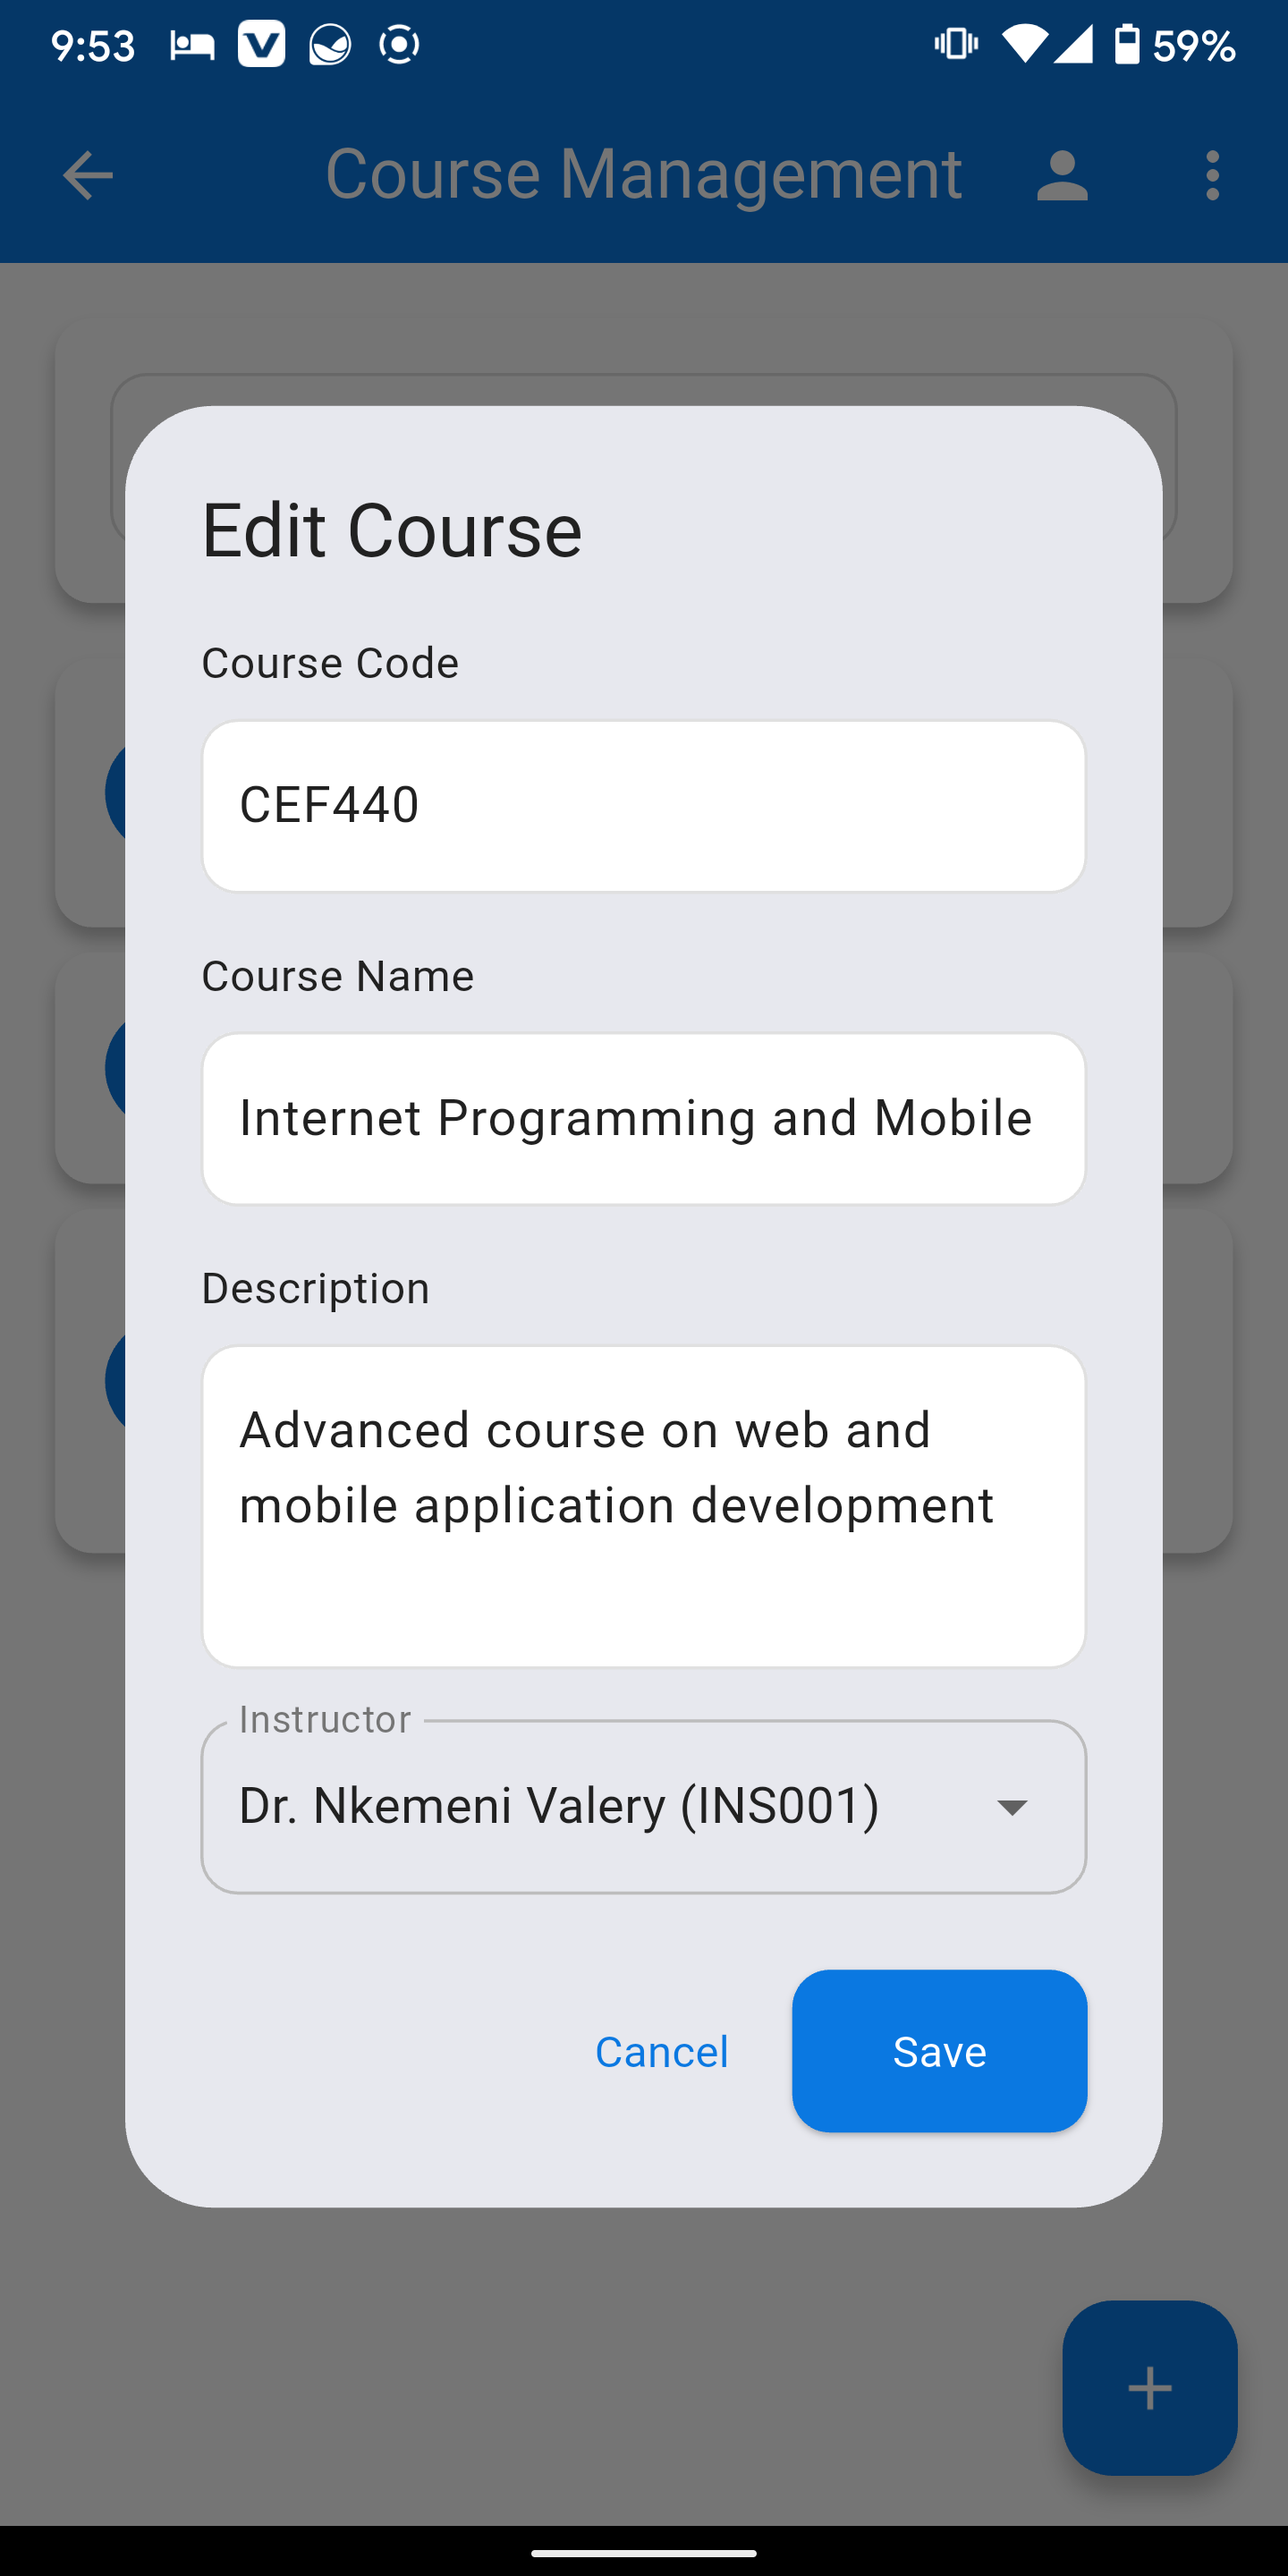 9:53
59%
Course Management
Edit Course
Course Code
CEF440
Course Name
Internet Programming and Mobile
Description
Advanced course on web and
mobile application development
Instructor
Dr. Nkemeni Valery (INS001)
Cancel
Save